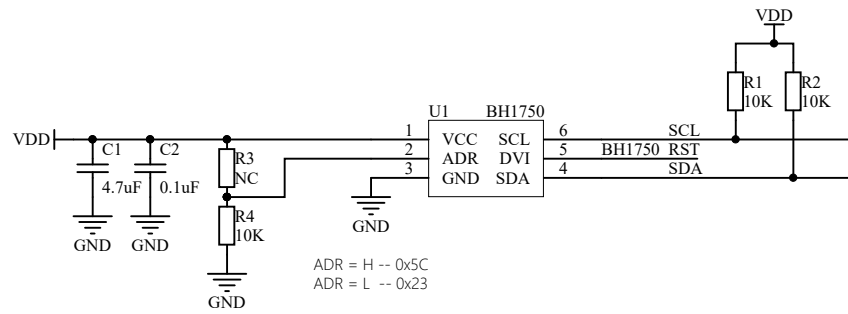 VDD
R1
10K
R2
10K
U1 BH1750
1 VCC SCL 6 SCL
2 ADR DVI 5 BH1750 RST
3 GND SDA 4 SDA
VDD
C1
4.7uF
C2
0.1uF
R3
NC
R4
10K
GND
GND
GND
GND
ADR = H -- 0x5C
ADR = L -- 0x23